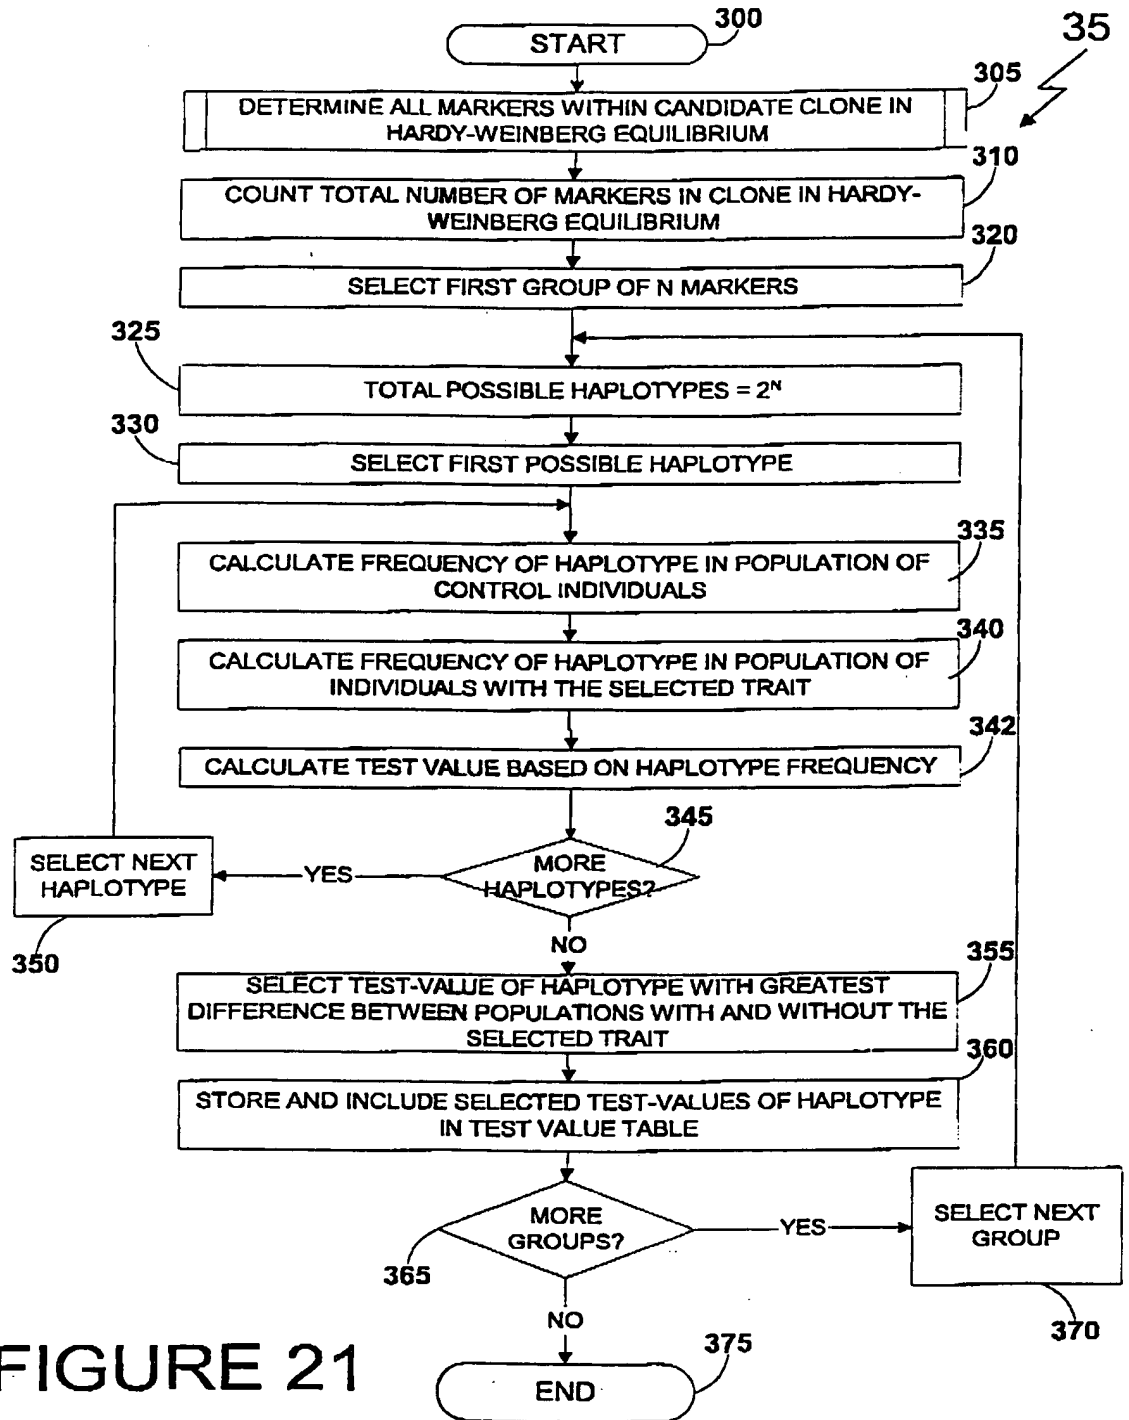 300
START
35
305
DETERMINE ALL MARKERS WITHIN CANDIDATE CLONE IN
HARDY-WEINBERG EQUILIBRIUM
310
COUNT TOTAL NUMBER OF MARKERS IN CLONE IN HARDY-
WEINBERG EQUILIBRIUM
320
SELECT FIRST GROUP OF N MARKERS
325
TOTAL POSSIBLE HAPLOTYPES = 2ᴺ
330
SELECT FIRST POSSIBLE HAPLOTYPE
335
CALCULATE FREQUENCY OF HAPLOTYPE IN POPULATION OF
CONTROL INDIVIDUALS
340
CALCULATE FREQUENCY OF HAPLOTYPE IN POPULATION OF
INDIVIDUALS WITH THE SELECTED TRAIT
342
CALCULATE TEST VALUE BASED ON HAPLOTYPE FREQUENCY
345
MORE
HAPLOTYPES?
YES
SELECT NEXT
HAPLOTYPE
350
NO
355
SELECT TEST-VALUE OF HAPLOTYPE WITH GREATEST
DIFFERENCE BETWEEN POPULATIONS WITH AND WITHOUT THE
SELECTED TRAIT
360
STORE AND INCLUDE SELECTED TEST-VALUES OF HAPLOTYPE
IN TEST VALUE TABLE
MORE
GROUPS?
365
YES
SELECT NEXT
GROUP
370
NO
375
END
FIGURE 21